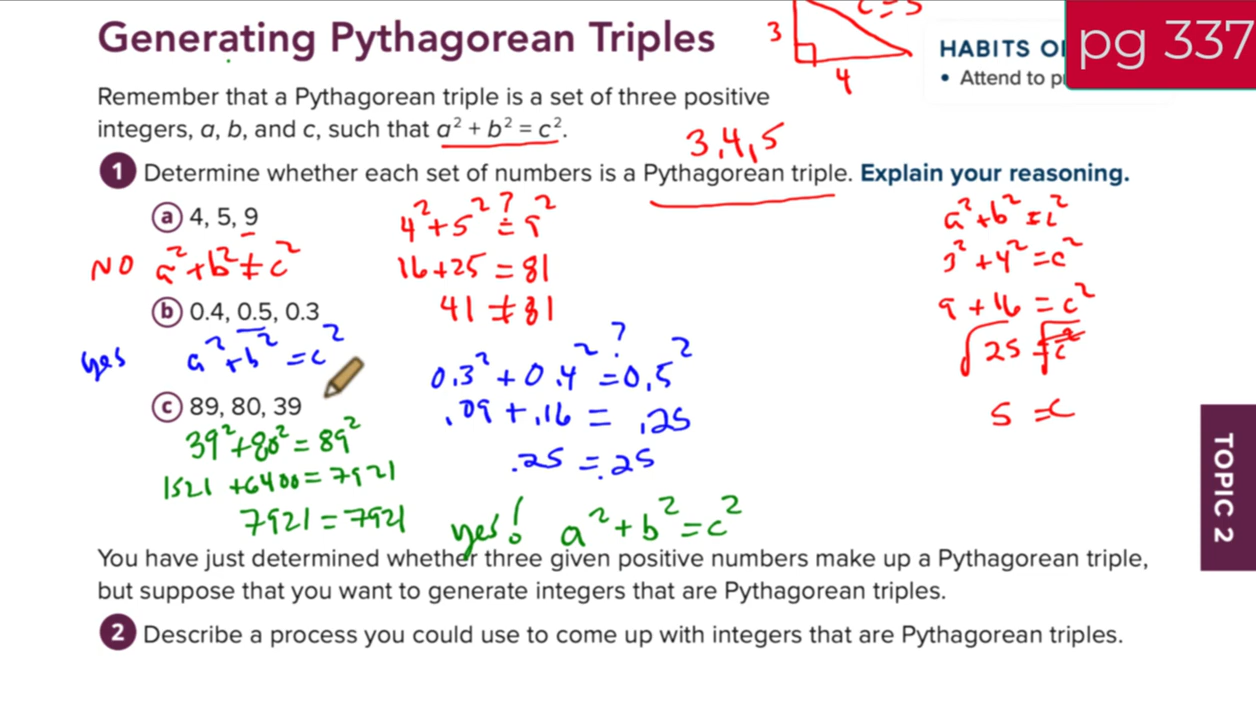 Generating Pythagorean Triples
3
4
c = 5
HABITS O
• Attend to p
pg 337
Remember that a Pythagorean triple is a set of three positive
integers, a, b, and c, such that a² + b² = c².
3,4,5
1 Determine whether each set of numbers is a Pythagorean triple. Explain your reasoning.
a 4, 5, 9
NO a²+b²≠c²
4²+5² ?= 9²
16+25 = 81
41 ≠ 81
a²+b²=c²
3²+4²=c²
9+16=c²
√25 = √c²
5 = c
b 0.4, 0.5, 0.3
yes a²+b²=c²
0.3²+0.4² ?= 0.5²
.09+.16 = .25
.25 = .25
c 89, 80, 39
39²+80²=89²
1521+6400=7921
7921=7921
yes! a²+b²=c²
You have just determined whether three given positive numbers make up a Pythagorean triple,
but suppose that you want to generate integers that are Pythagorean triples.
2 Describe a process you could use to come up with integers that are Pythagorean triples.
TOPIC 2